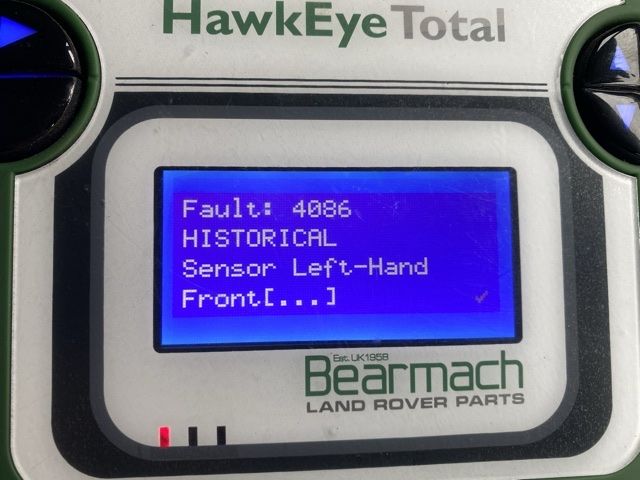 HawkEye Total
Fault: 4086
HISTORICAL
Sensor Left-Hand
Front[...]
Est. UK1958
Bearmach
LAND ROVER PARTS